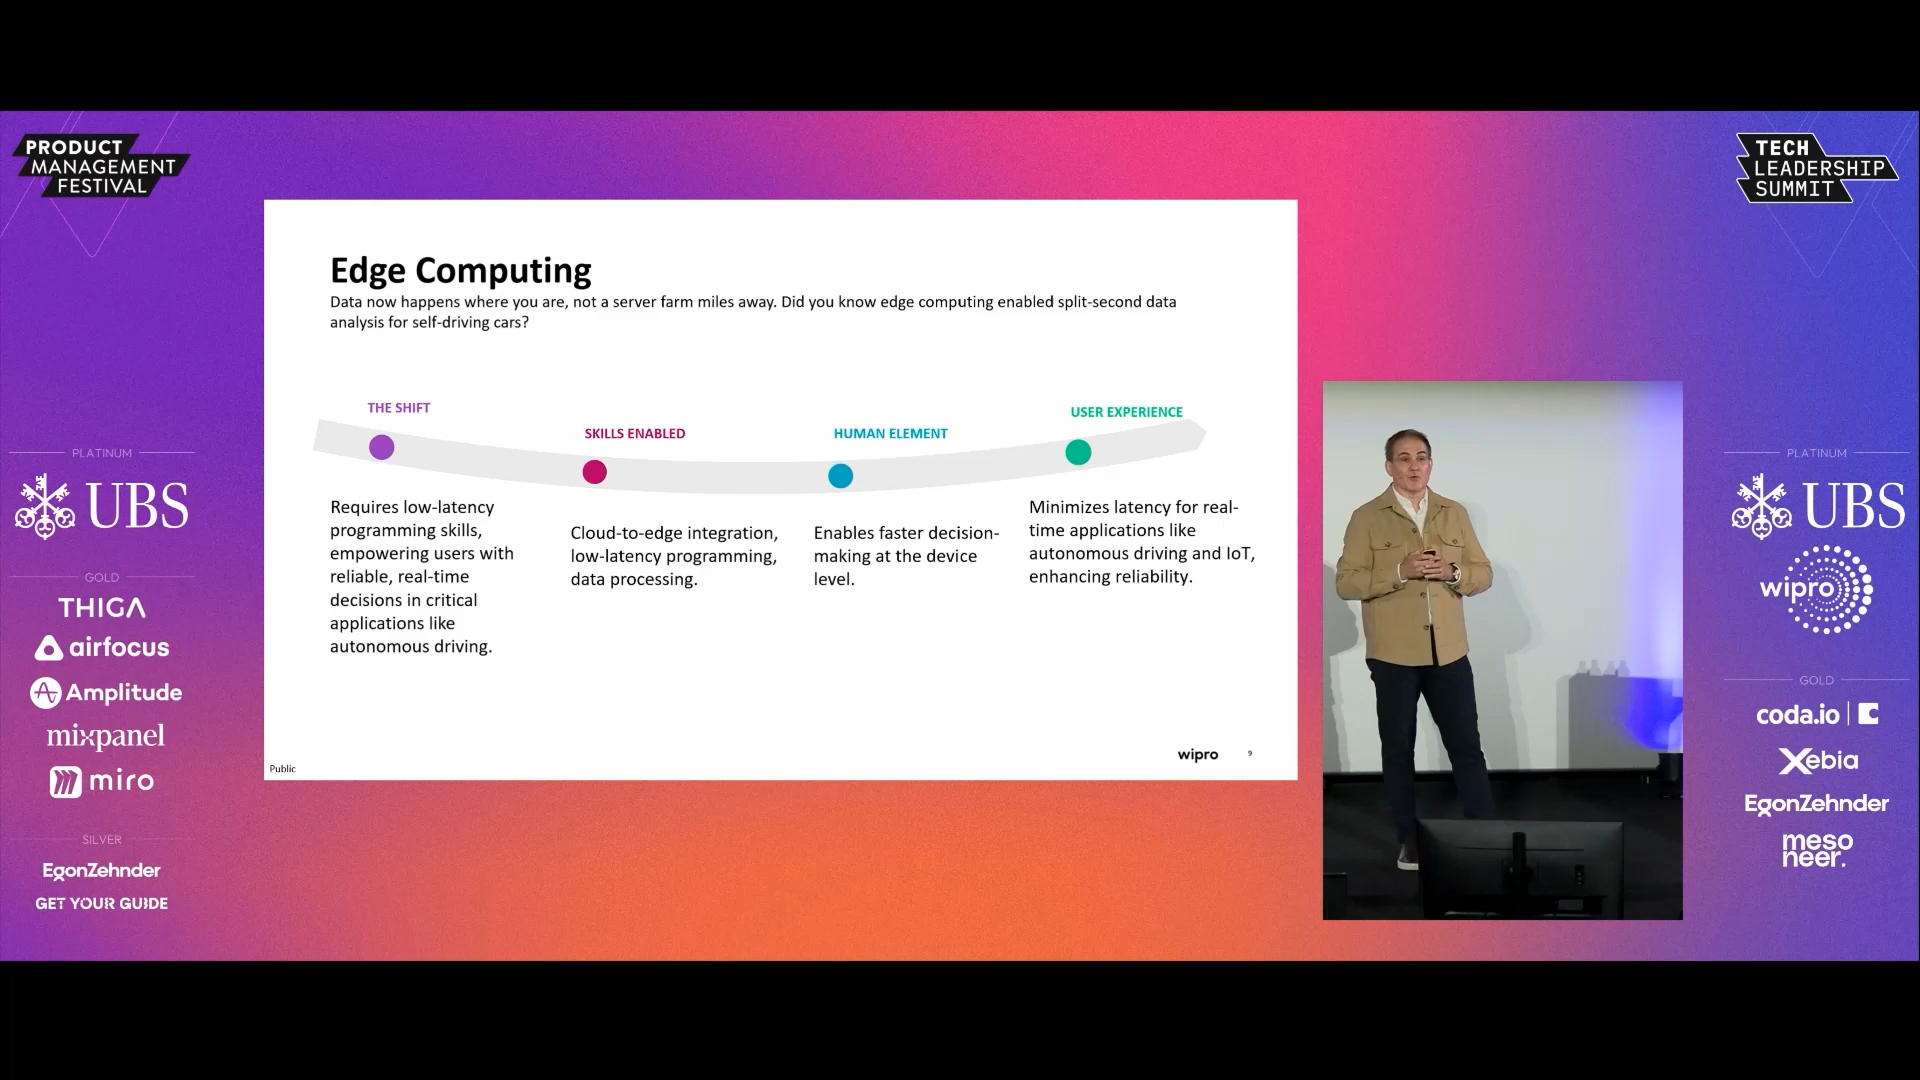 PRODUCT
MANAGEMENT
FESTIVAL
TECH
LEADERSHIP
SUMMIT
Edge Computing
Data now happens where you are, not a server farm miles away. Did you know edge computing enabled split-second data
analysis for self-driving cars?
THE SHIFT
Requires low-latency
programming skills,
empowering users with
reliable, real-time
decisions in critical
applications like
autonomous driving.
SKILLS ENABLED
Cloud-to-edge integration,
low-latency programming,
data processing.
HUMAN ELEMENT
Enables faster decision-
making at the device
level.
USER EXPERIENCE
Minimizes latency for real-
time applications like
autonomous driving and IoT,
enhancing reliability.
wipro
9
Public
PLATINUM
UBS
GOLD
THIGA
airfocus
Amplitude
mixpanel
miro
SILVER
EgonZehnder
GET YOUR GUIDE
PLATINUM
UBS
wipro
GOLD
coda.io
Xebia
EgonZehnder
meso
neer.